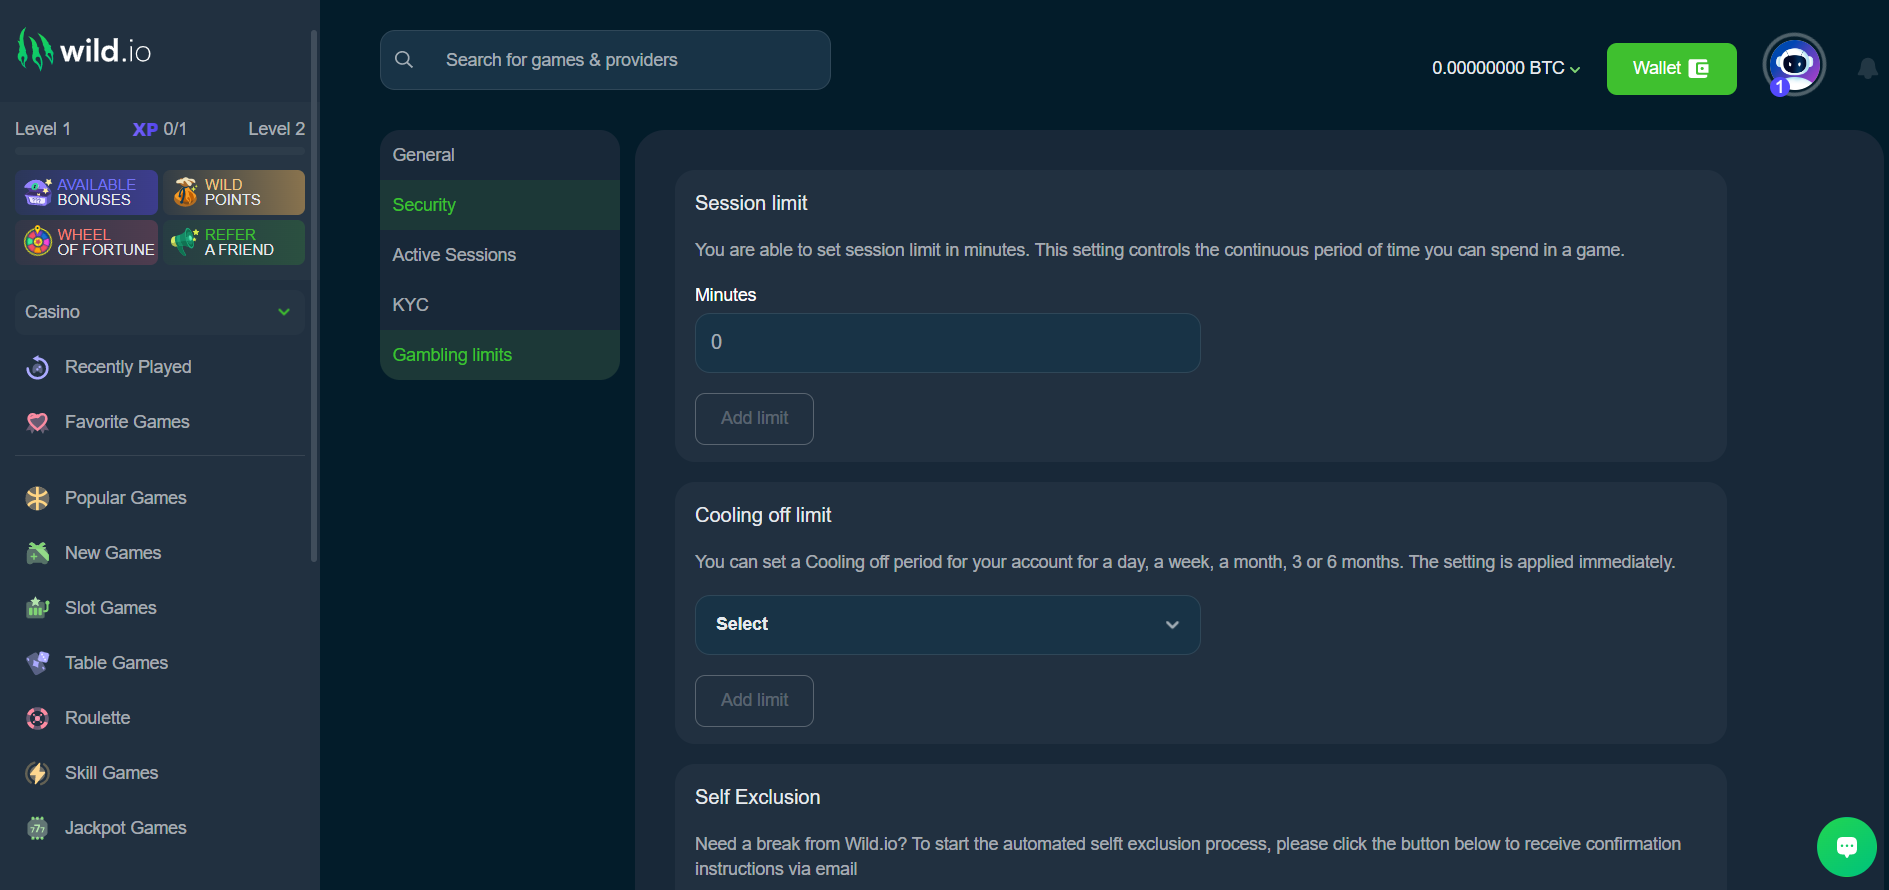 wild.io
Search for games & providers
0.00000000 BTC
Wallet
1
Level 1
XP 0/1
Level 2
AVAILABLE
BONUSES
WILD
POINTS
WHEEL
OF FORTUNE
REFER
A FRIEND
Casino
Recently Played
Favorite Games
Popular Games
New Games
Slot Games
Table Games
Roulette
Skill Games
777
Jackpot Games
General
Security
Active Sessions
KYC
Gambling limits
Session limit
You are able to set session limit in minutes. This setting controls the continuous period of time you can spend in a game.
Minutes
0
Add limit
Cooling off limit
You can set a Cooling off period for your account for a day, a week, a month, 3 or 6 months. The setting is applied immediately.
Select
Add limit
Self Exclusion
Need a break from Wild.io? To start the automated selft exclusion process, please click the button below to receive confirmation
instructions via email